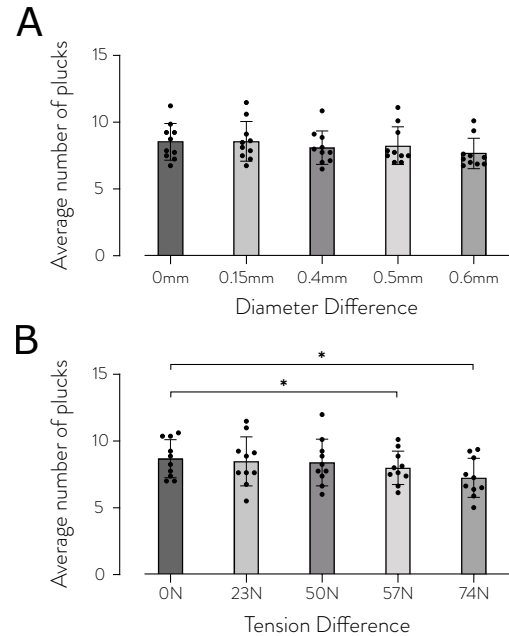 A
Average number of plucks
15
10
5
0
0mm 0.15mm 0.4mm 0.5mm 0.6mm
Diameter Difference
B
Average number of plucks
*
*
15
10
5
0
0N 23N 50N 57N 74N
Tension Difference